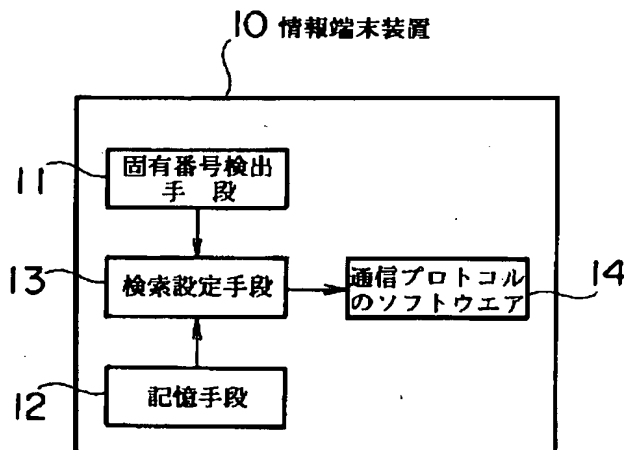 10 情報端末装置
11
固有番号検出
手 段
13
検索設定手段
通信プロトコル
のソフトウエア
14
12
記憶手段